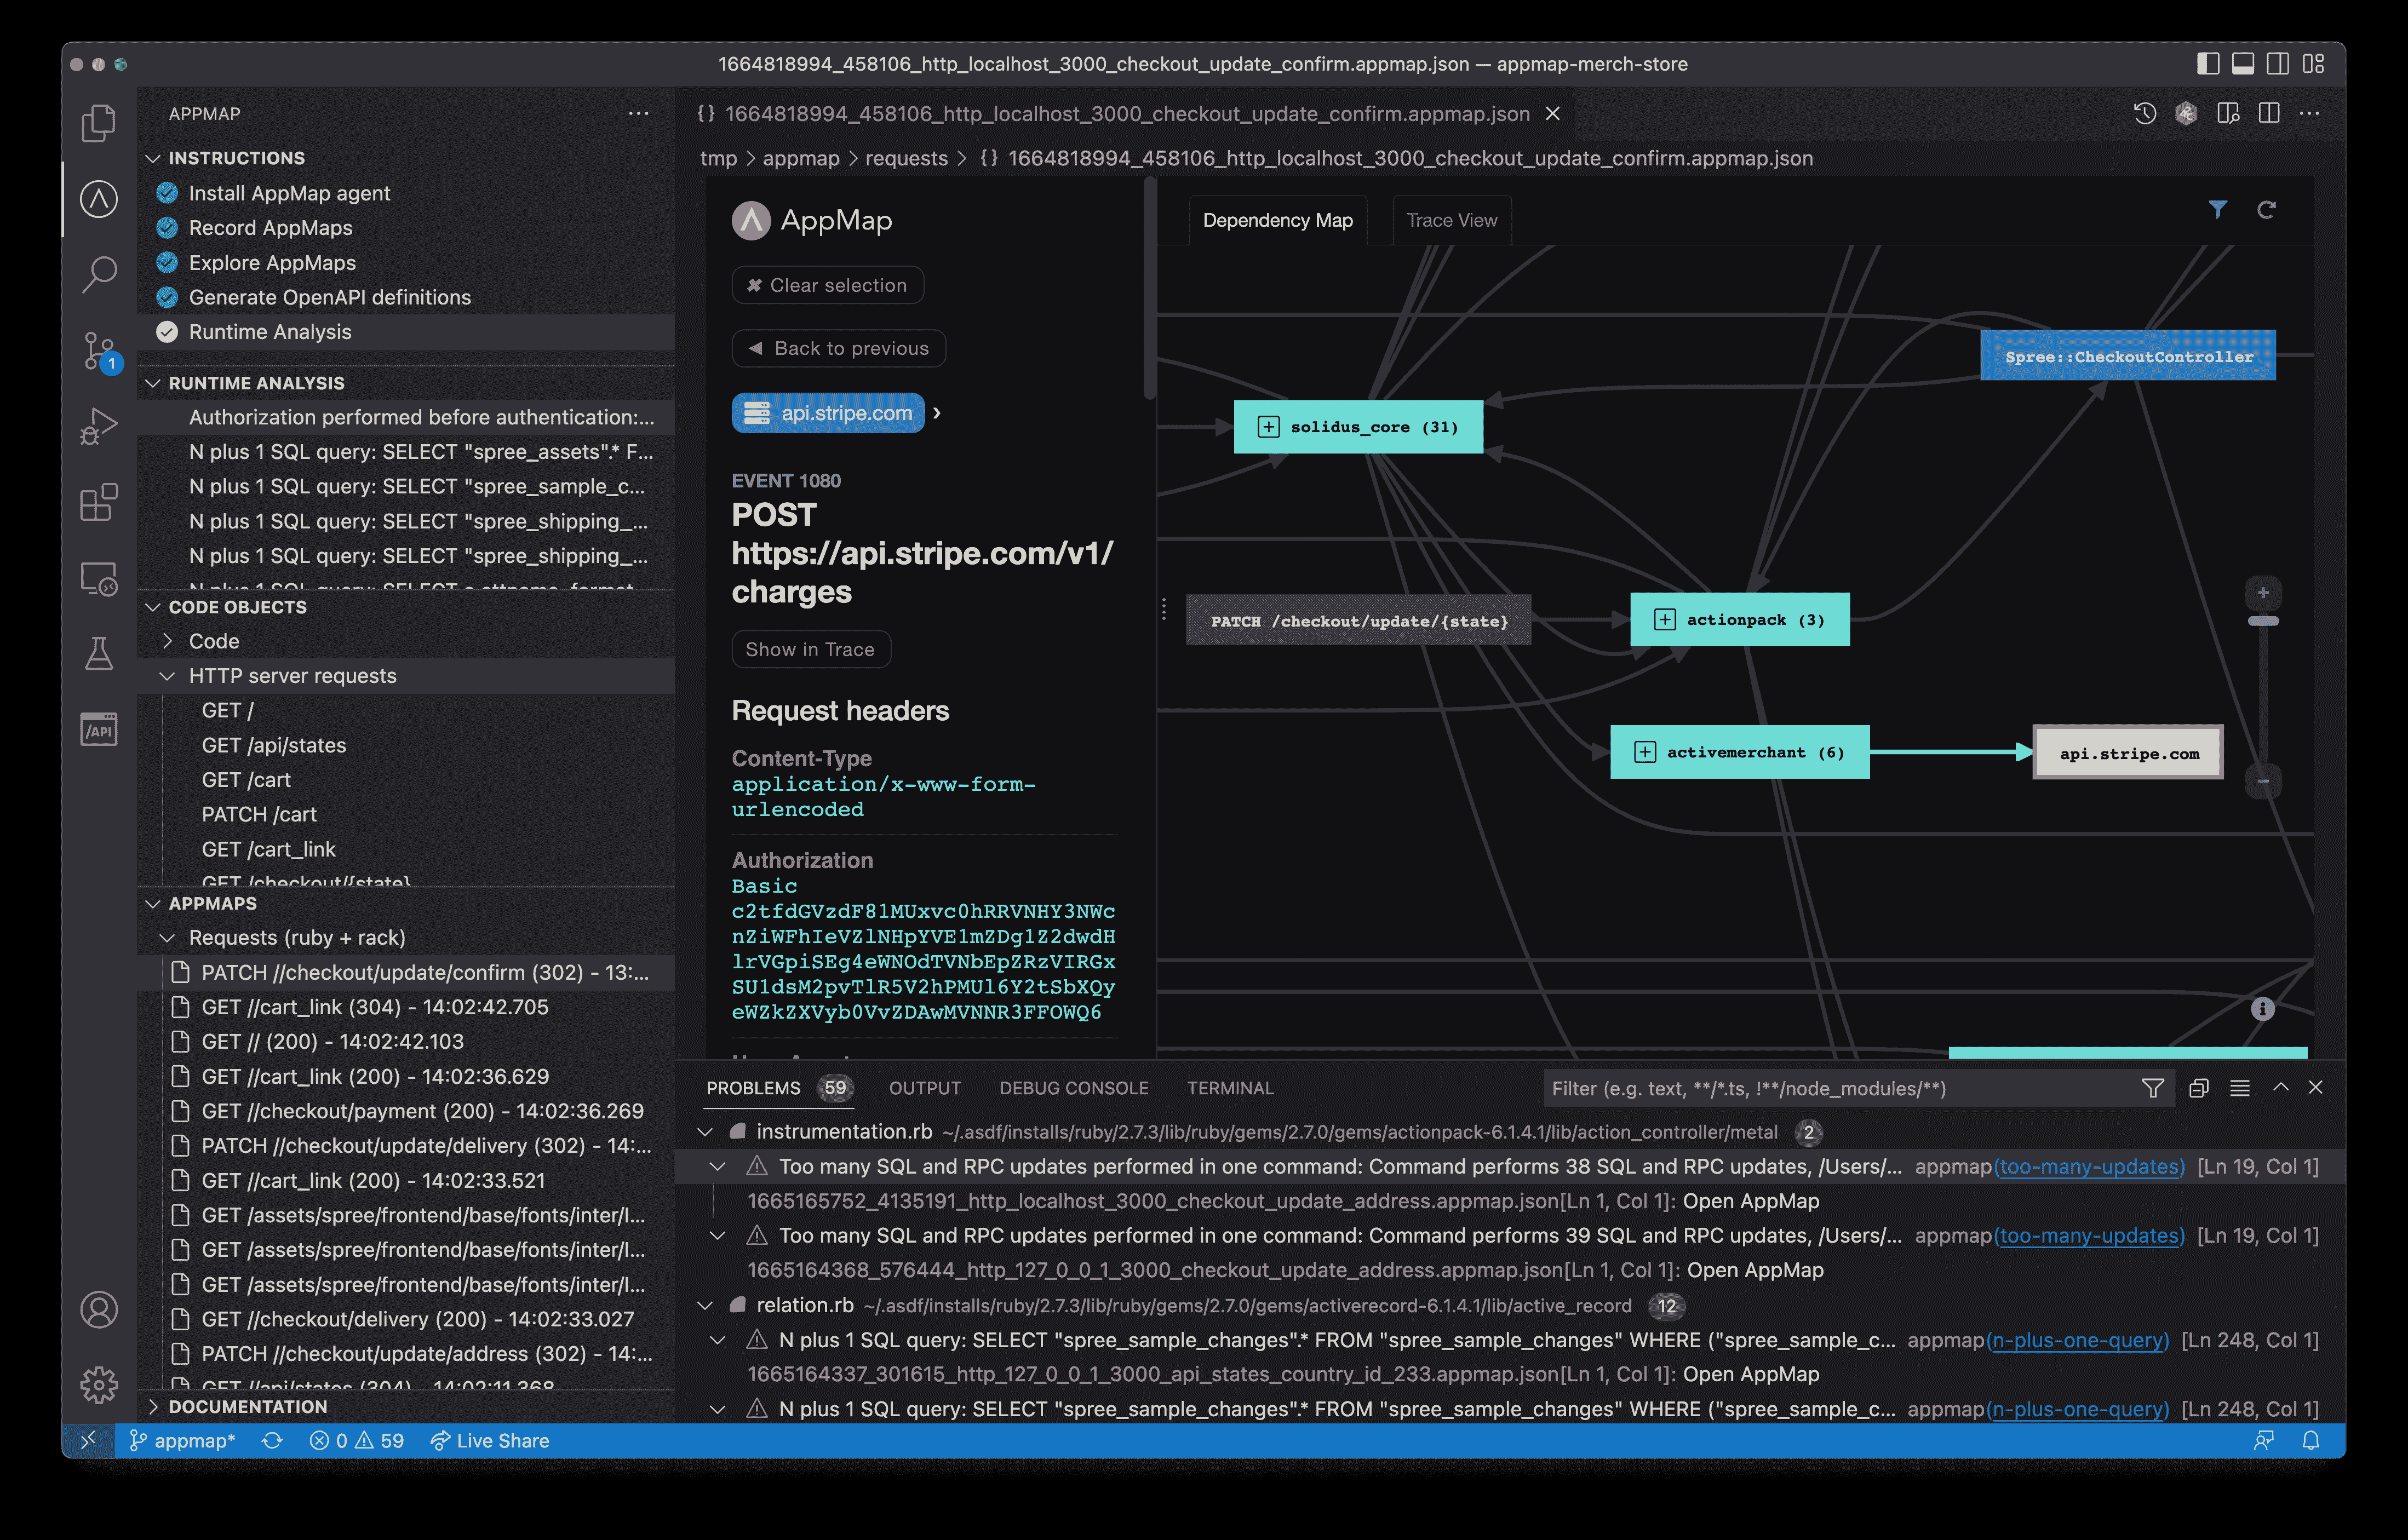 1664818994_458106_http_localhost_3000_checkout_update_confirm.appmap.json — appmap-merch-store
APPMAP
INSTRUCTIONS
Install AppMap agent
Record AppMaps
Explore AppMaps
Generate OpenAPI definitions
Runtime Analysis
RUNTIME ANALYSIS
Authorization performed before authentication:...
N plus 1 SQL query: SELECT "spree_assets".* F...
N plus 1 SQL query: SELECT "spree_sample_c...
N plus 1 SQL query: SELECT "spree_shipping_...
N plus 1 SQL query: SELECT "spree_shipping_...
CODE OBJECTS
Code
HTTP server requests
GET /
GET /api/states
GET /cart
PATCH /cart
GET /cart_link
GET /checkout/{state}
APPMAPS
Requests (ruby + rack)
PATCH //checkout/update/confirm (302) - 13:...
GET //cart_link (304) - 14:02:42.705
GET // (200) - 14:02:42.103
GET //cart_link (200) - 14:02:36.629
GET //checkout/payment (200) - 14:02:36.269
PATCH //checkout/update/delivery (302) - 14:...
GET //cart_link (200) - 14:02:33.521
GET /assets/spree/frontend/base/fonts/inter/I...
GET /assets/spree/frontend/base/fonts/inter/I...
GET /assets/spree/frontend/base/fonts/inter/I...
GET //checkout/delivery (200) - 14:02:33.027
PATCH //checkout/update/address (302) - 14:...
GET //api/states (304) - 14:02:11.368
DOCUMENTATION
1
/API
{} 1664818994_458106_http_localhost_3000_checkout_update_confirm.appmap.json
tmp > appmap > requests > {} 1664818994_458106_http_localhost_3000_checkout_update_confirm.appmap.json
AppMap
Clear selection
Back to previous
api.stripe.com
EVENT 1080
POST
https://api.stripe.com/v1/
charges
Show in Trace
Request headers
Content-Type
application/x-www-form-
urlencoded
Authorization
Basic
c2tfdGVzdF81MUxvc0hRRVNHY3NWc
nZiWFhIeVZlNHpYVE1mZDg1Z2dwdH
lrVGpiSEg4eWNOdTVNbEpZRzVIRGx
SU1dsM2pvTlR5V2hPMUl6Y2tSbXQy
eWZkZXVyb0VvZDAwMVNNR3FFOWQ6
Dependency Map
Trace View
Spree::CheckoutController
solidus_core (31)
PATCH /checkout/update/{state}
actionpack (3)
activemerchant (6)
api.stripe.com
PROBLEMS 59
OUTPUT
DEBUG CONSOLE
TERMINAL
Filter (e.g. text, **/*.ts, !**/node_modules/**)
instrumentation.rb ~/.asdf/installs/ruby/2.7.3/lib/ruby/gems/2.7.0/gems/actionpack-6.1.4.1/lib/action_controller/metal 2
Too many SQL and RPC updates performed in one command: Command performs 38 SQL and RPC updates, /Users/... appmap(too-many-updates) [Ln 19, Col 1]
1665165752_4135191_http_localhost_3000_checkout_update_address.appmap.json[Ln 1, Col 1]: Open AppMap
Too many SQL and RPC updates performed in one command: Command performs 39 SQL and RPC updates, /Users/... appmap(too-many-updates) [Ln 19, Col 1]
1665164368_576444_http_127_0_0_1_3000_checkout_update_address.appmap.json[Ln 1, Col 1]: Open AppMap
relation.rb ~/.asdf/installs/ruby/2.7.3/lib/ruby/gems/2.7.0/gems/activerecord-6.1.4.1/lib/active_record 12
N plus 1 SQL query: SELECT "spree_sample_changes".* FROM "spree_sample_changes" WHERE ("spree_sample_c... appmap(n-plus-one-query) [Ln 248, Col 1]
1665164337_301615_http_127_0_0_1_3000_api_states_country_id_233.appmap.json[Ln 1, Col 1]: Open AppMap
N plus 1 SQL query: SELECT "spree_sample_changes".* FROM "spree_sample_changes" WHERE ("spree_sample_c... appmap(n-plus-one-query) [Ln 248, Col 1]
appmap* 0 59 Live Share